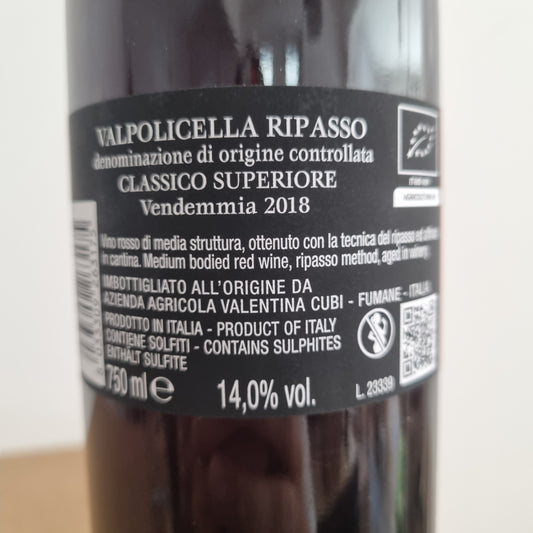 VALPOLICELLA RIPASSO
denominazione di origine controllata
CLASSICO SUPERIORE
Vendemmia 2018
Vino rosso di media struttura, ottenuto con la tecnica del ripasso ed affinato
in cantina. Medium bodied red wine, ripasso method, aged in winery.
IMBOTTIGLIATO ALL'ORIGINE DA
AZIENDA AGRICOLA VALENTINA CUBI - FUMANE - ITALIA
PRODOTTO IN ITALIA - PRODUCT OF ITALY
CONTIENE SOLFITI - CONTAINS SULPHITES
ENTHÄLT SULFITE
750 ml e 14,0% vol. L. 23339